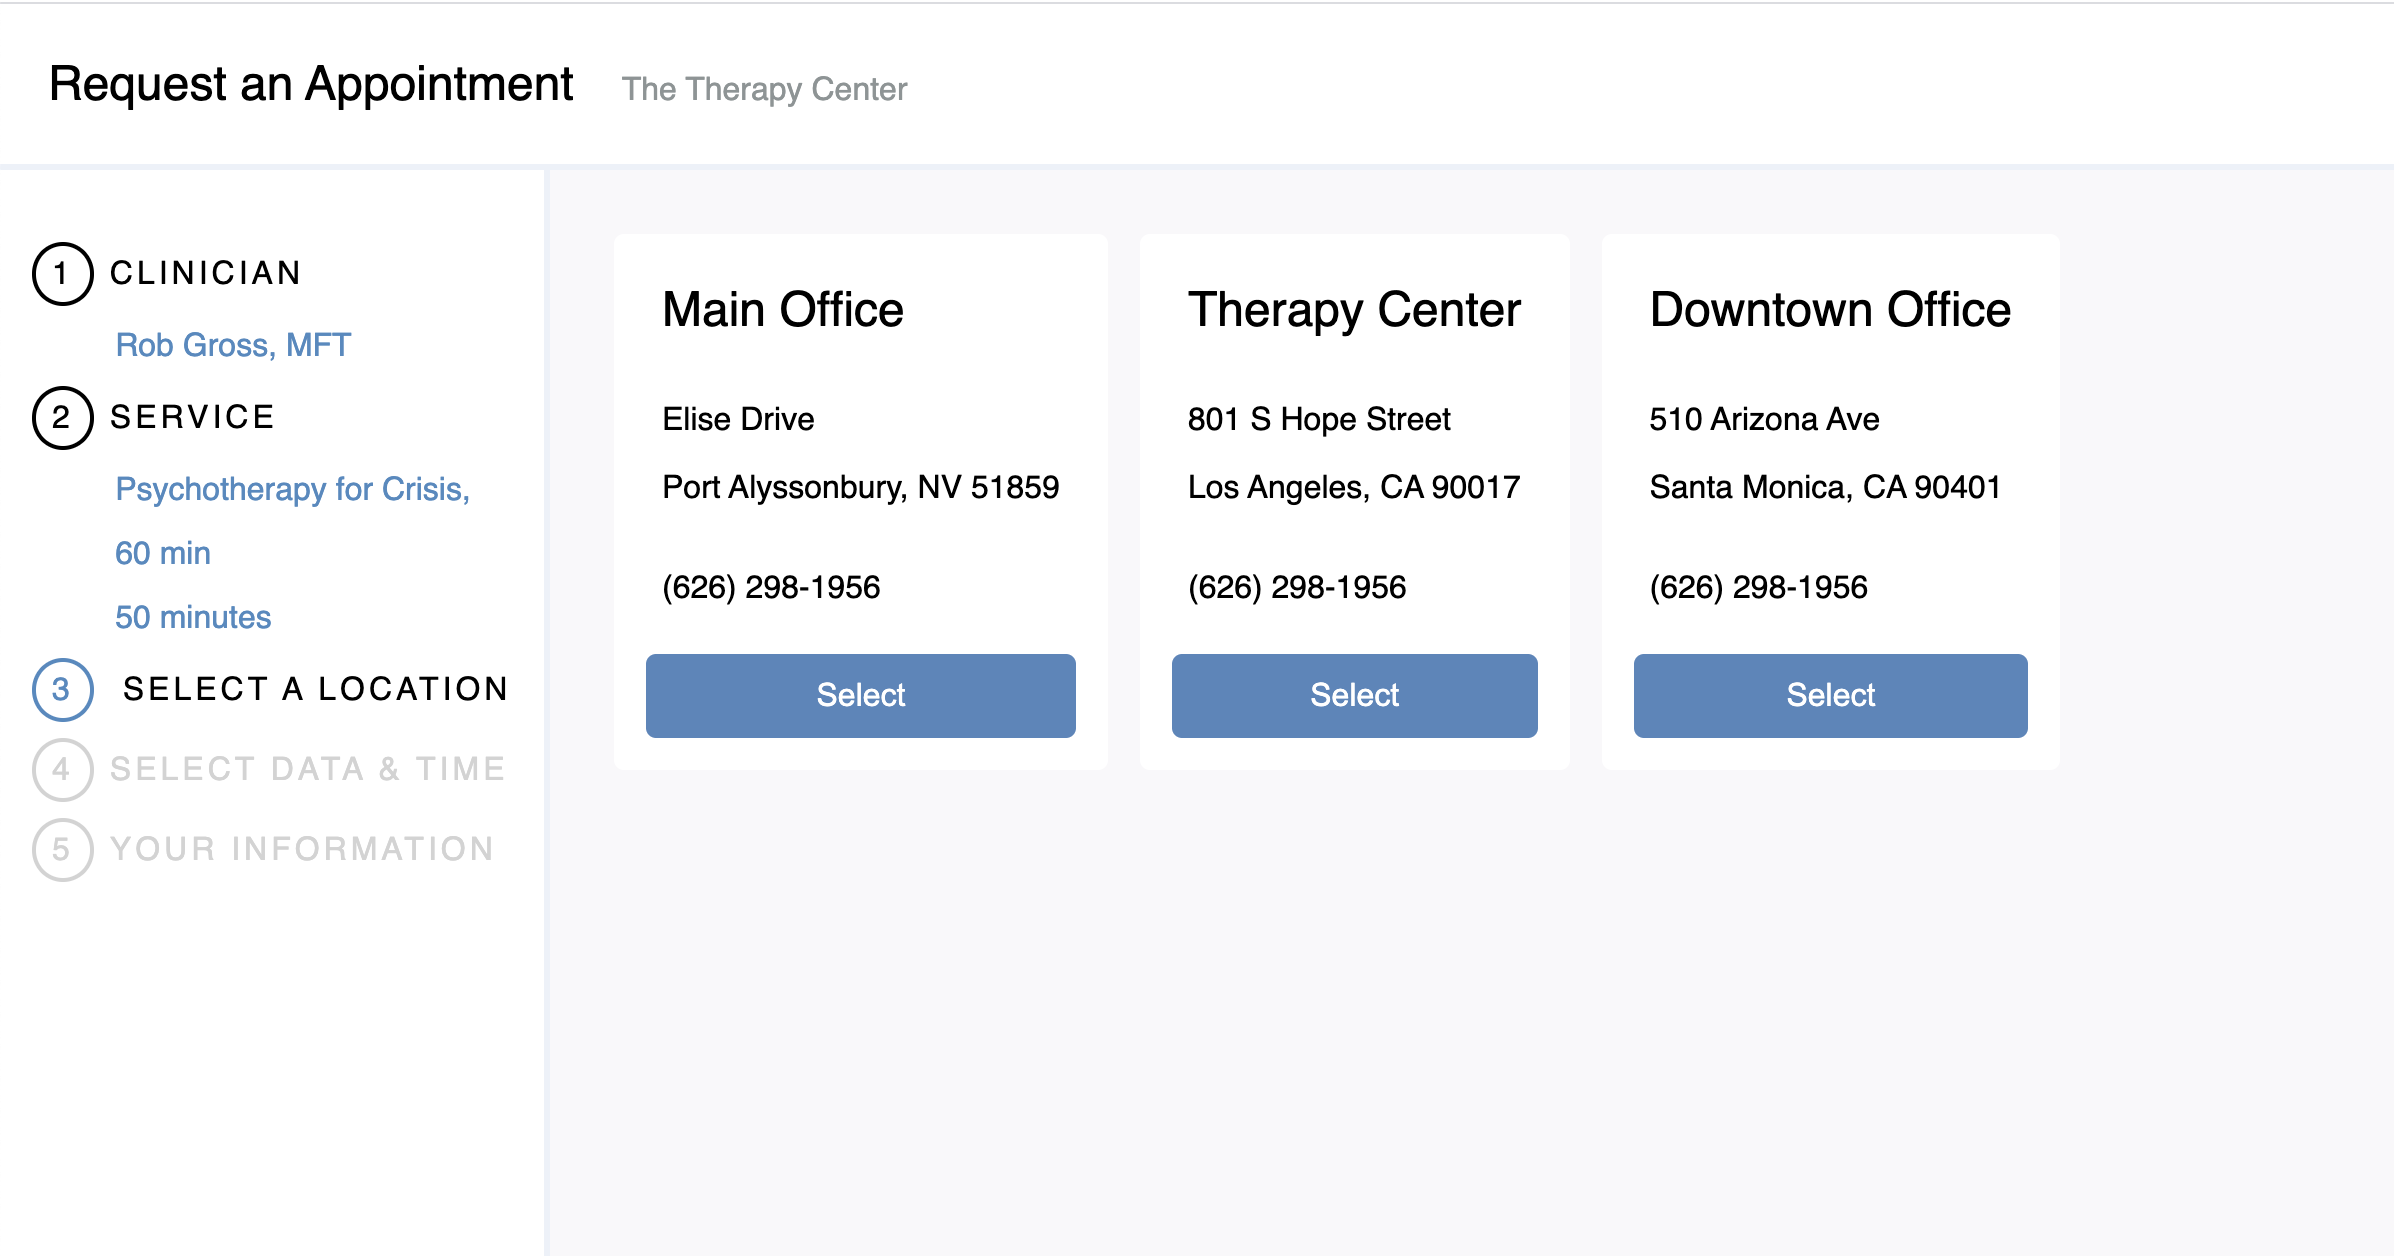 Request an Appointment The Therapy Center
1 CLINICIAN
Rob Gross, MFT
2 SERVICE
Psychotherapy for Crisis,
60 min
50 minutes
3 SELECT A LOCATION
4 SELECT DATA & TIME
5 YOUR INFORMATION
Main Office
Elise Drive
Port Alyssonbury, NV 51859
(626) 298-1956
Select
Therapy Center
801 S Hope Street
Los Angeles, CA 90017
(626) 298-1956
Select
Downtown Office
510 Arizona Ave
Santa Monica, CA 90401
(626) 298-1956
Select